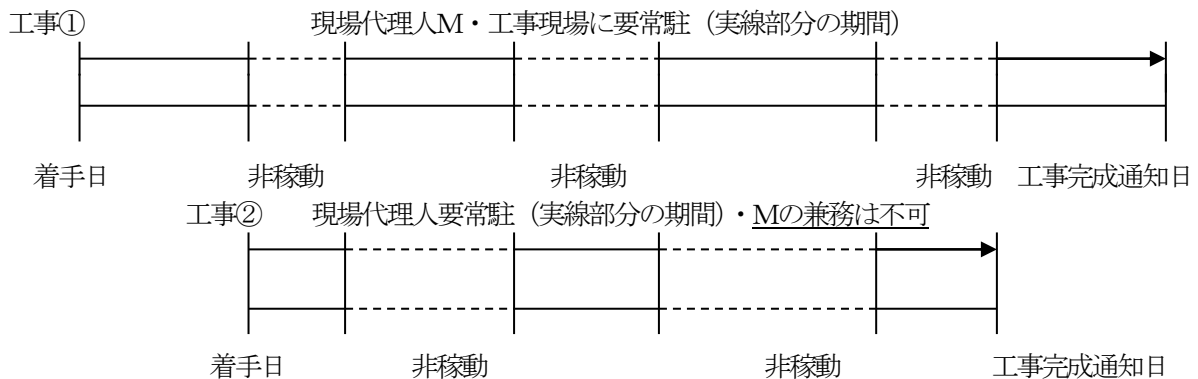 工事① 現場代理人M・工事現場に要常駐（実線部分の期間）
着手日 非稼動 非稼動 非稼動 工事完成通知日
工事② 現場代理人要常駐（実線部分の期間）・Mの兼務は不可
着手日 非稼動 非稼動 工事完成通知日